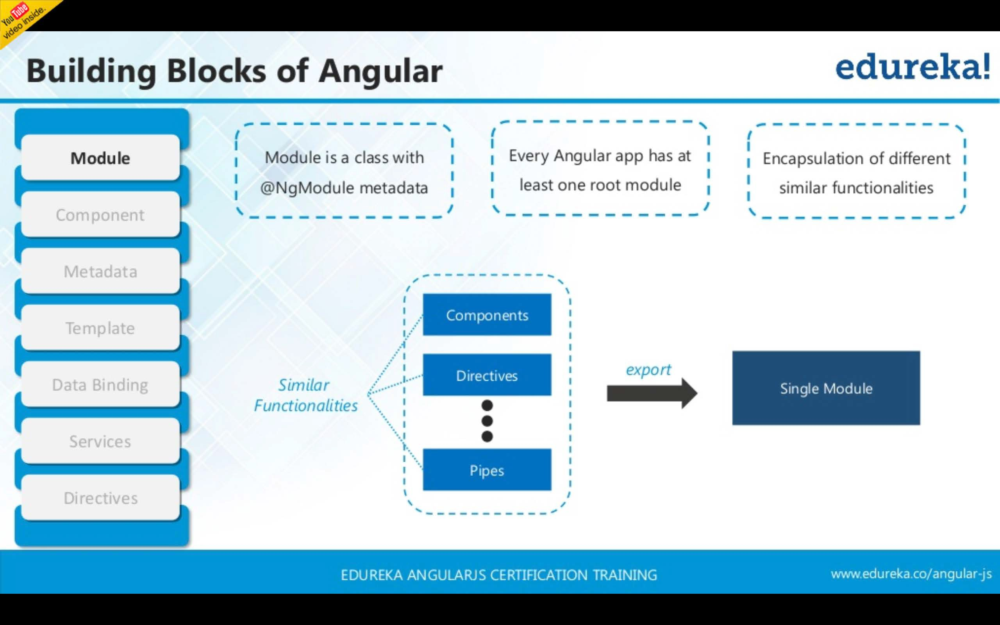 YouTube
video inside.
Building Blocks of Angular
edureka!
Module
Component
Metadata
Template
Data Binding
Services
Directives
Module is a class with
@NgModule metadata
Every Angular app has at
least one root module
Encapsulation of different
similar functionalities
Similar
Functionalities
Components
Directives
Pipes
export
Single Module
EDUREKA ANGULARJS CERTIFICATION TRAINING
www.edureka.co/angular-js